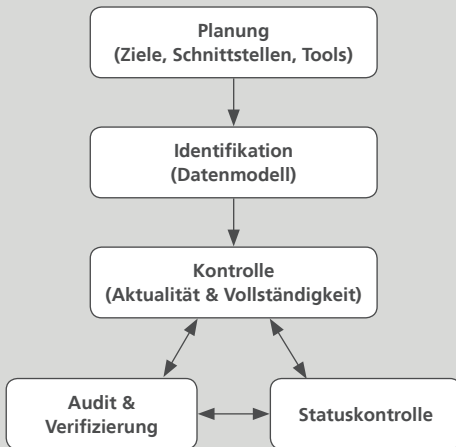 Planung
(Ziele, Schnittstellen, Tools)
Identifikation
(Datenmodell)
Kontrolle
(Aktualität & Vollständigkeit)
Audit &
Verifizierung
Statuskontrolle